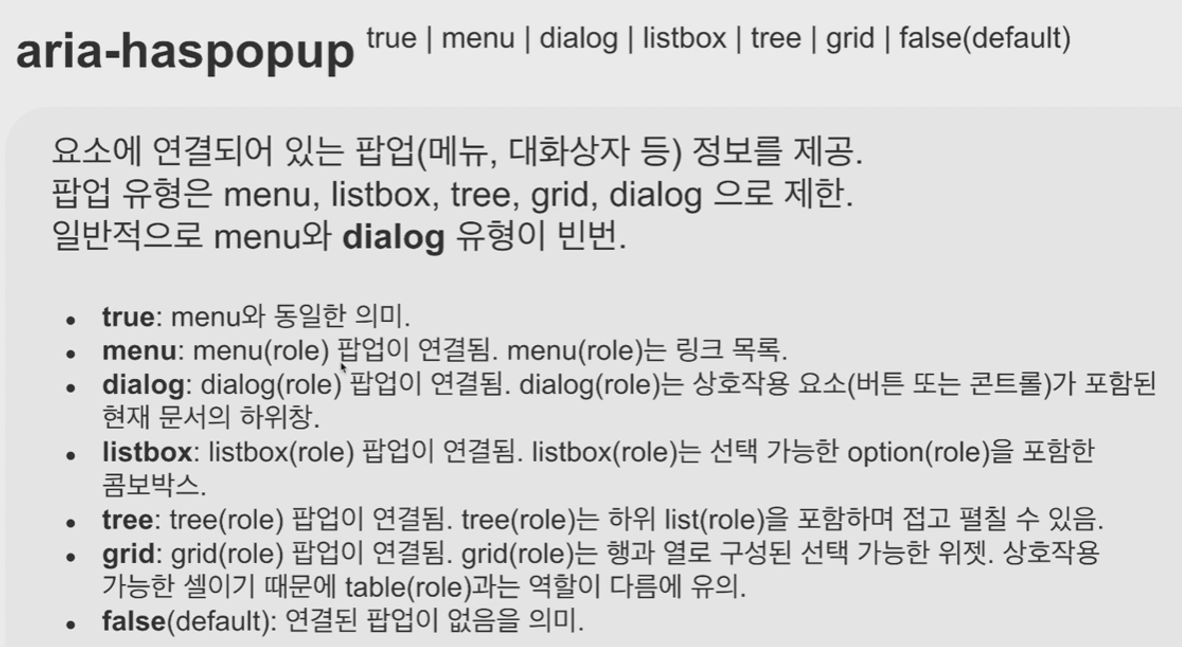 aria-haspopup true | menu | dialog | listbox | tree | grid | false(default)
요소에 연결되어 있는 팝업(메뉴, 대화상자 등) 정보를 제공.
팝업 유형은 menu, listbox, tree, grid, dialog 으로 제한.
일반적으로 menu와 dialog 유형이 빈번.
• true: menu와 동일한 의미.
• menu: menu(role) 팝업이 연결됨. menu(role)는 링크 목록.
• dialog: dialog(role) 팝업이 연결됨. dialog(role)는 상호작용 요소(버튼 또는 콘트롤)가 포함된
현재 문서의 하위창.
• listbox: listbox(role) 팝업이 연결됨. listbox(role)는 선택 가능한 option(role)을 포함한
콤보박스.
• tree: tree(role) 팝업이 연결됨. tree(role)는 하위 list(role)을 포함하며 접고 펼칠 수 있음.
• grid: grid(role) 팝업이 연결됨. grid(role)는 행과 열로 구성된 선택 가능한 위젯. 상호작용
가능한 셀이기 때문에 table(role)과는 역할이 다름에 유의.
• false(default): 연결된 팝업이 없음을 의미.